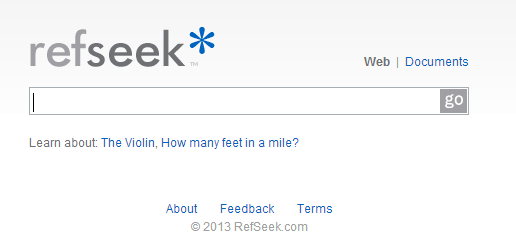 refseek*™
Web | Documents
go
Learn about: The Violin, How many feet in a mile?
About Feedback Terms
© 2013 RefSeek.com